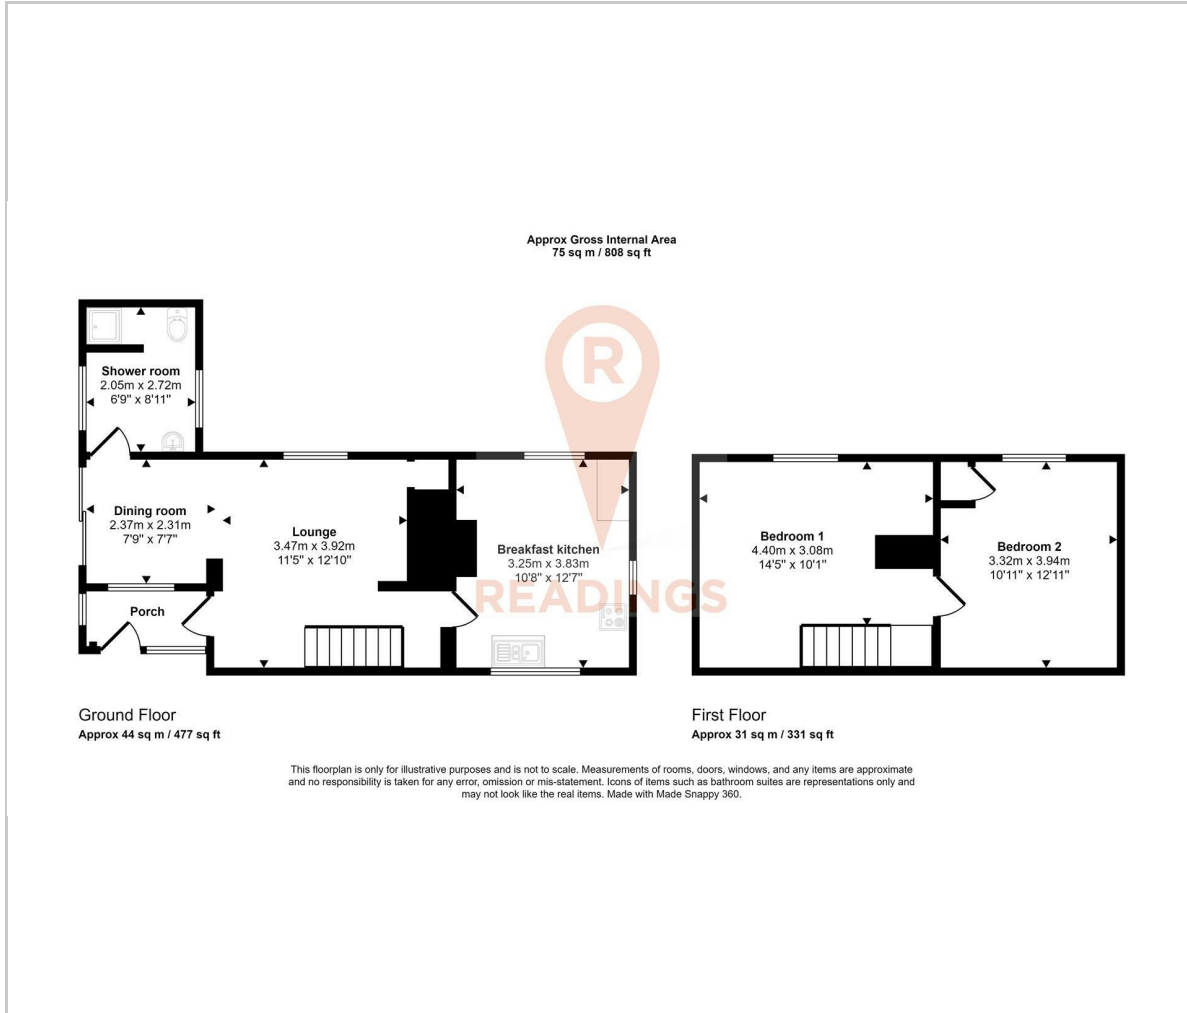 Approx Gross Internal Area
75 sq m / 808 sq ft
R
READINGS
Shower room
2.05m x 2.72m
6'9" x 8'11"
Dining room
2.37m x 2.31m
7'9" x 7'7"
Lounge
3.47m x 3.92m
11'5" x 12'10"
Breakfast kitchen
3.25m x 3.83m
10'8" x 12'7"
Porch
Bedroom 1
4.40m x 3.08m
14'5" x 10'1"
Bedroom 2
3.32m x 3.94m
10'11" x 12'11"
Ground Floor
Approx 44 sq m / 477 sq ft
First Floor
Approx 31 sq m / 331 sq ft
This floorplan is only for illustrative purposes and is not to scale. Measurements of rooms, doors, windows, and any items are approximate
and no responsibility is taken for any error, omission or mis-statement. Icons of items such as bathroom suites are representations only and
may not look like the real items. Made with Made Snappy 360.